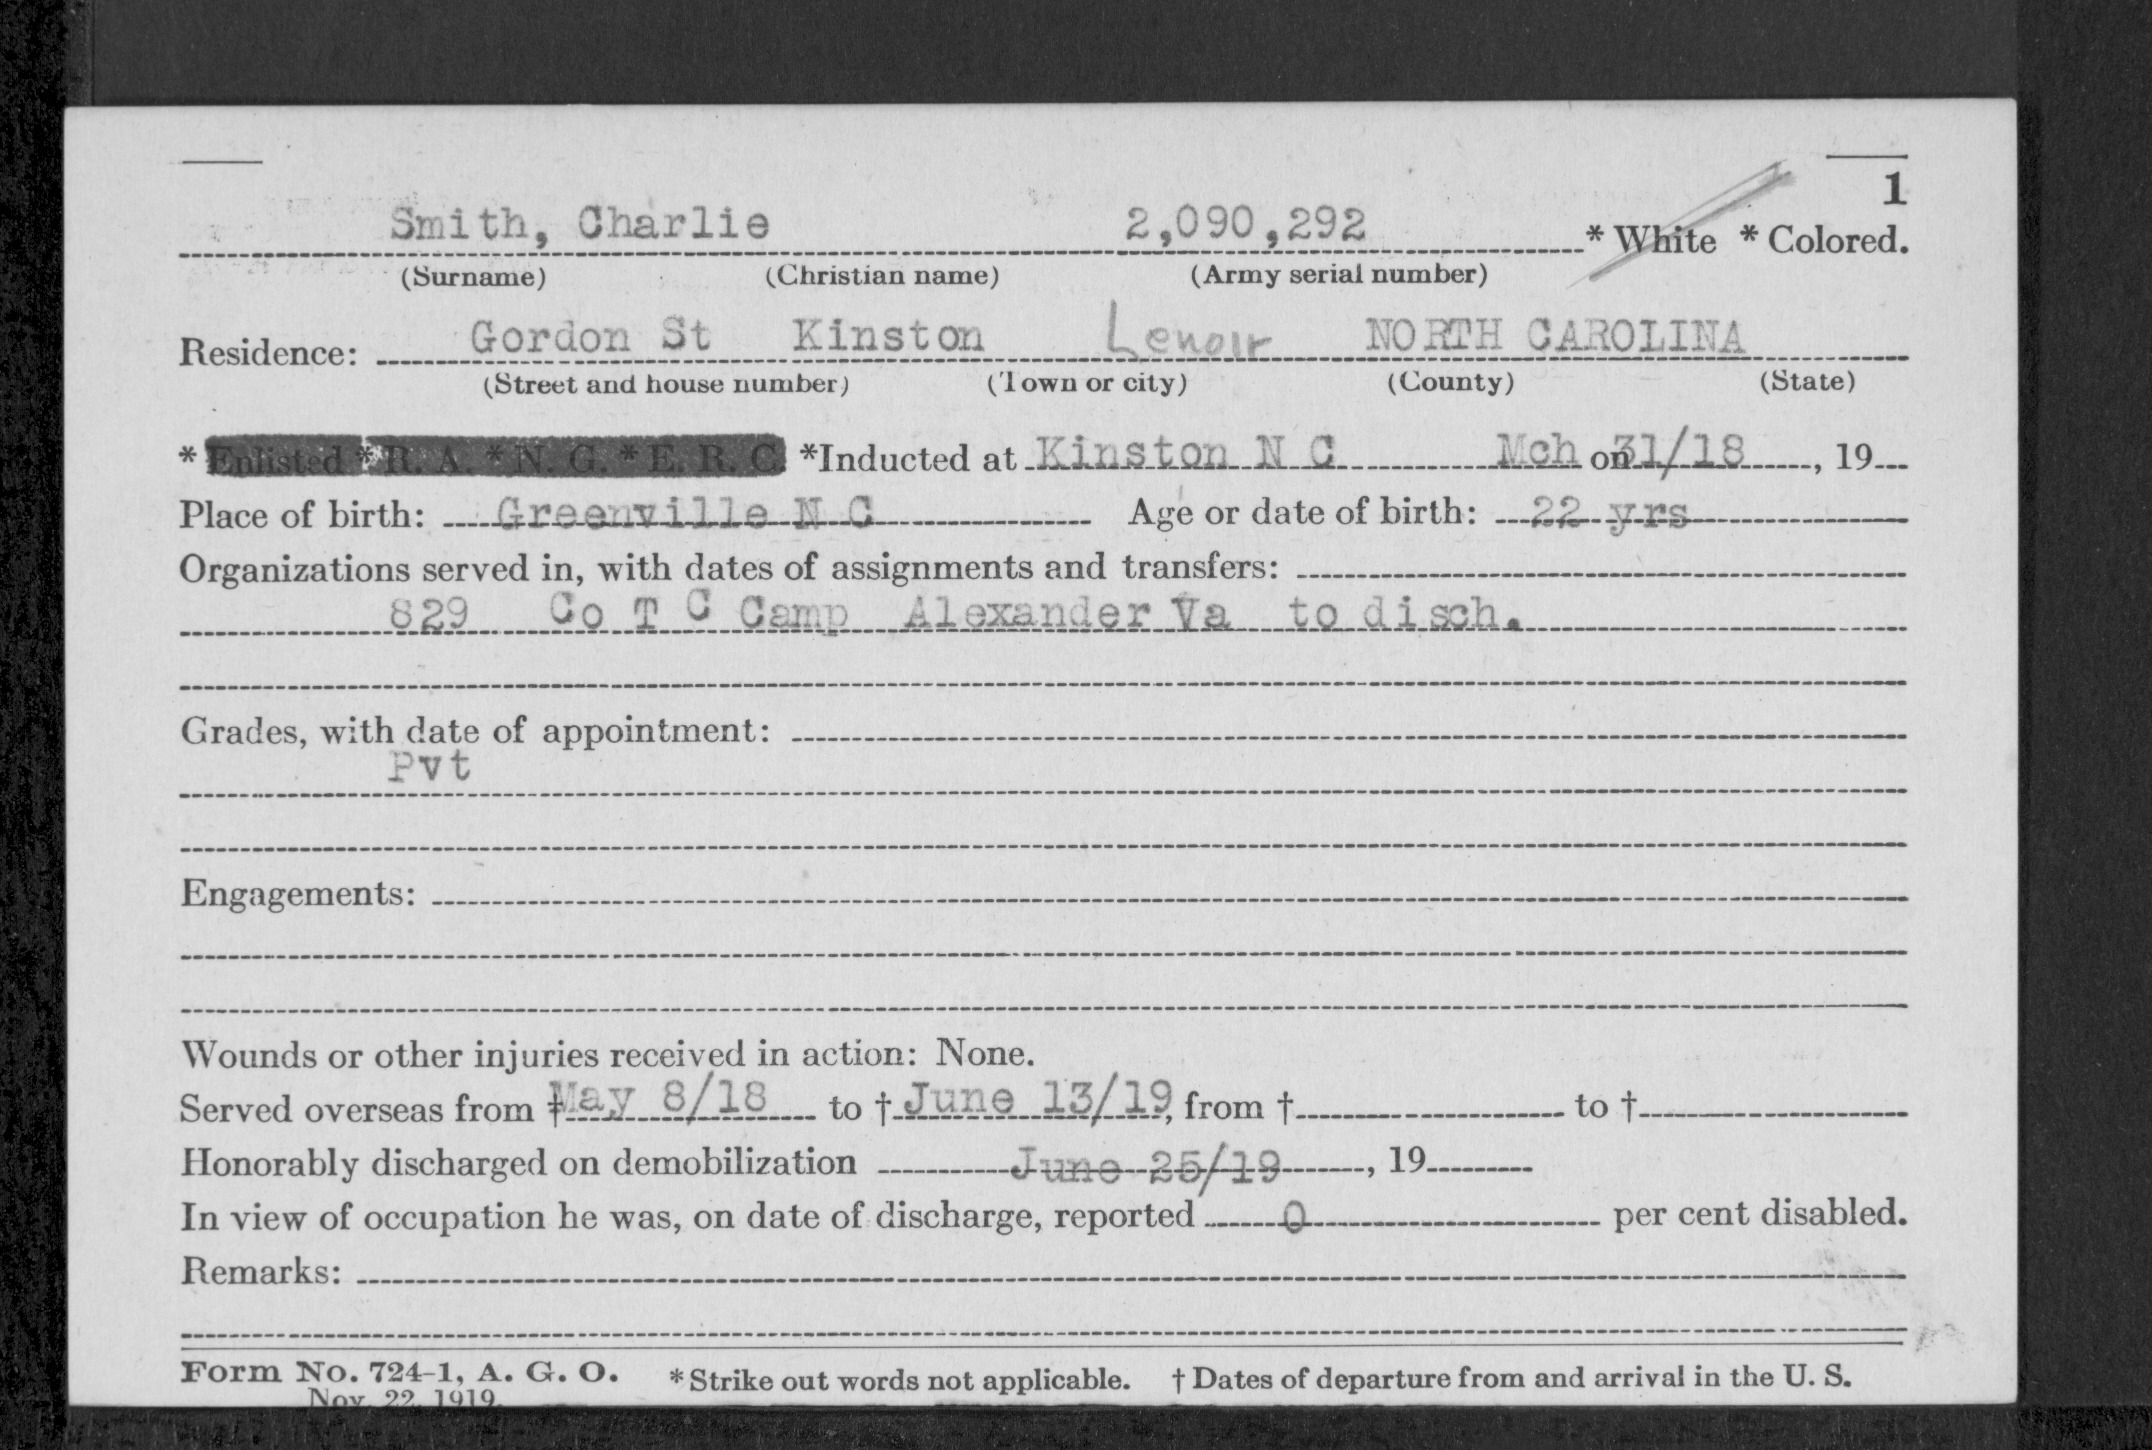 1
Smith, Charlie 2,090,292 * White * Colored.
(Surname) (Christian name) (Army serial number)
Residence: Gordon St Kinston Lenoir NORTH CAROLINA
(Street and house number) (Town or city) (County) (State)
* Enlisted * R. A. * N. G. * E. R. C. *Inducted at Kinston N C Mch on 31/18, 19
Place of birth: Greenville N C Age or date of birth: 22 yrs
Organizations served in, with dates of assignments and transfers:
829 Co T C Camp Alexander Va to disch.
Grades, with date of appointment:
Pvt
Engagements:
Wounds or other injuries received in action: None.
Served overseas from † May 8/18 to † June 13/19, from † to †
Honorably discharged on demobilization June 25/19, 19
In view of occupation he was, on date of discharge, reported 0 per cent disabled.
Remarks:
Form No. 724-1, A. G. O. * Strike out words not applicable. † Dates of departure from and arrival in the U. S.
Nov. 22, 1919.